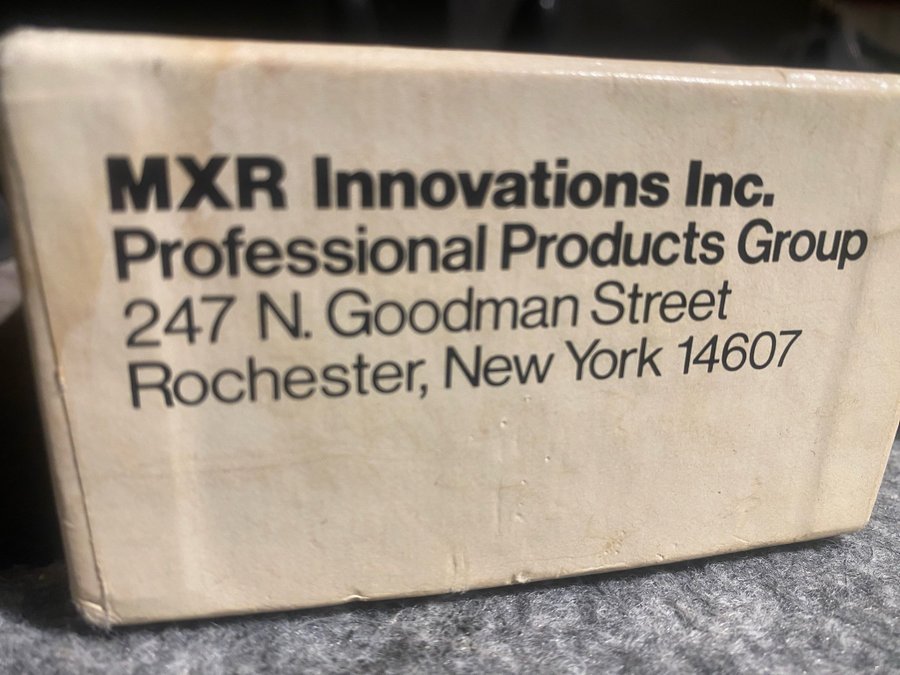 MXR Innovations Inc.
Professional Products Group
247 N. Goodman Street
Rochester, New York 14607